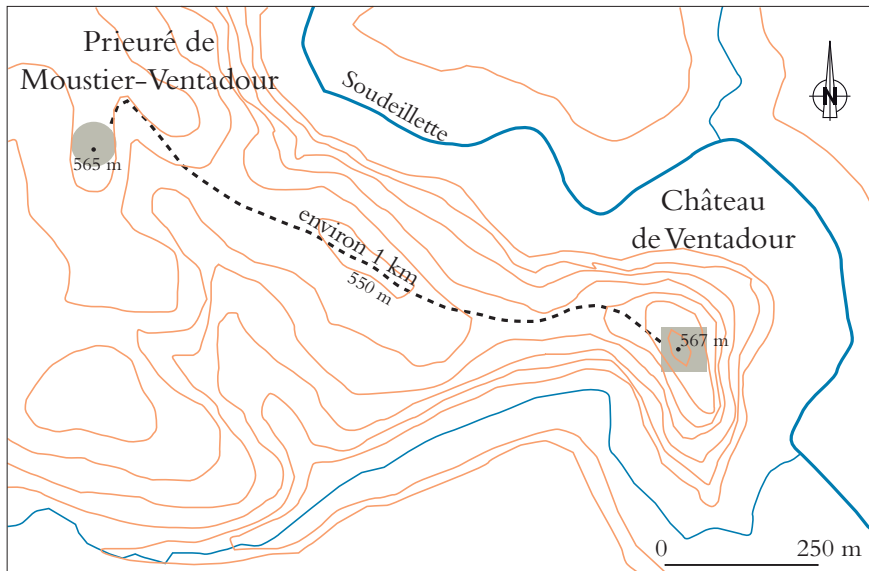 Prieuré de
Moustier-Ventadour
565 m
Soudeillette
N
Château
de Ventadour
environ 1 km
550 m
567 m
0 250 m